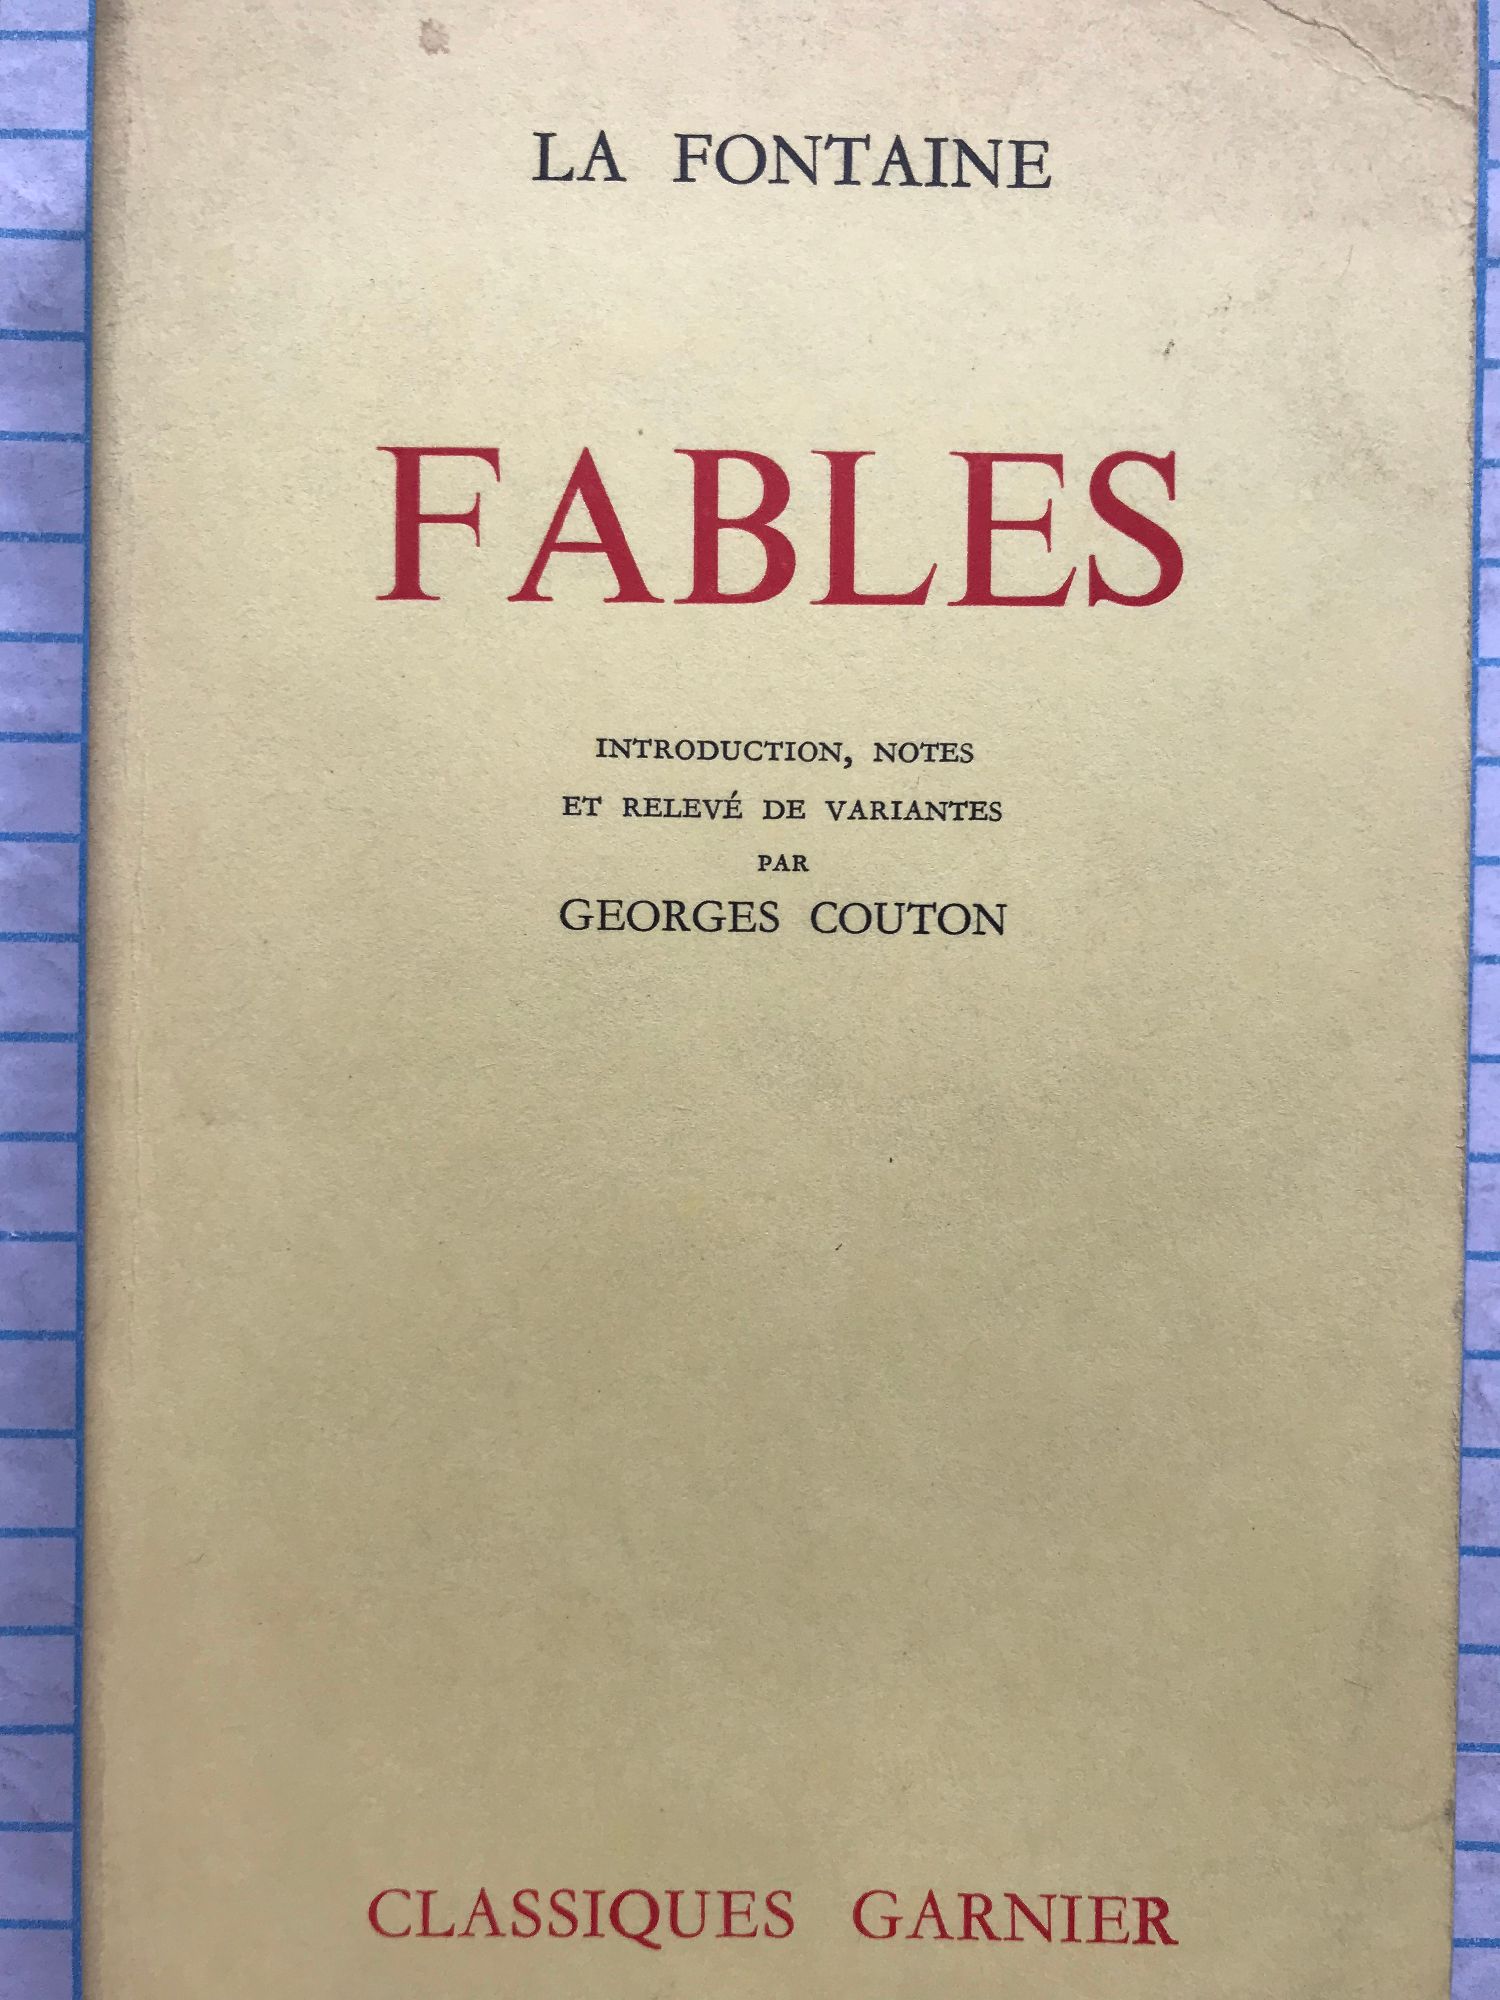 LA FONTAINE
FABLES
INTRODUCTION, NOTES
ET RELEVÉ DE VARIANTES
PAR
GEORGES COUTON
CLASSIQUES GARNIER